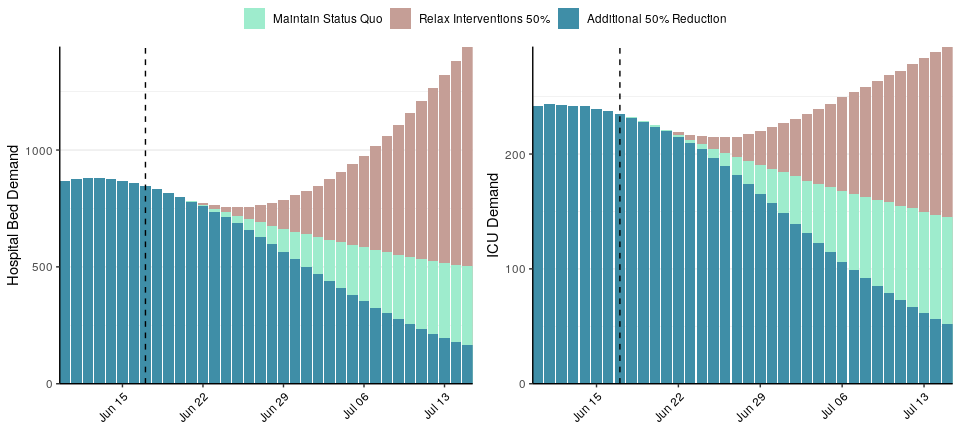 Maintain Status Quo Relax Interventions 50% Additional 50% Reduction
Hospital Bed Demand
1000
500
0
Jun 15 Jun 22 Jun 29 Jul 06 Jul 13
ICU Demand
200
100
0
Jun 15 Jun 22 Jun 29 Jul 06 Jul 13